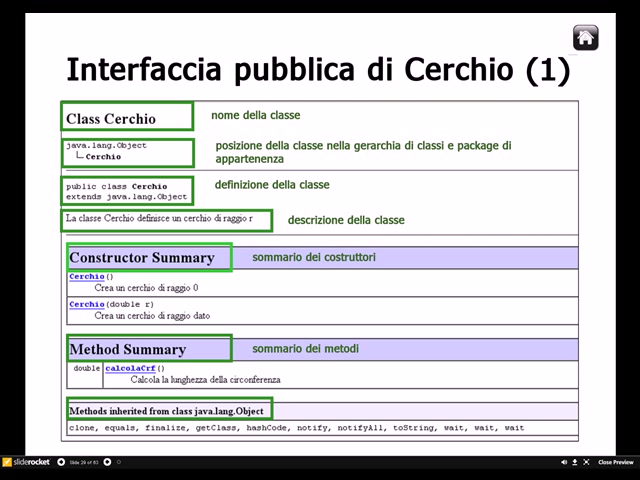 Interfaccia pubblica di Cerchio (1)
Class Cerchio
nome della classe
java.lang.Object
Cerchio
posizione della classe nella gerarchia di classi e package di
appartenenza
public class Cerchio
extends java.lang.Object
definizione della classe
La classe Cerchio definisce un cerchio di raggio r
descrizione della classe
Constructor Summary
sommario dei costruttori
Cerchio()
Crea un cerchio di raggio 0
Cerchio(double r)
Crea un cerchio di raggio dato
Method Summary
sommario dei metodi
double calcolaCrf()
Calcola la lunghezza della circonferenza
Methods inherited from class java.lang.Object
clone, equals, finalize, getClass, hashCode, notify, notifyAll, toString, wait, wait, wait
sliderocket
Slide 29 of 83
Close Preview